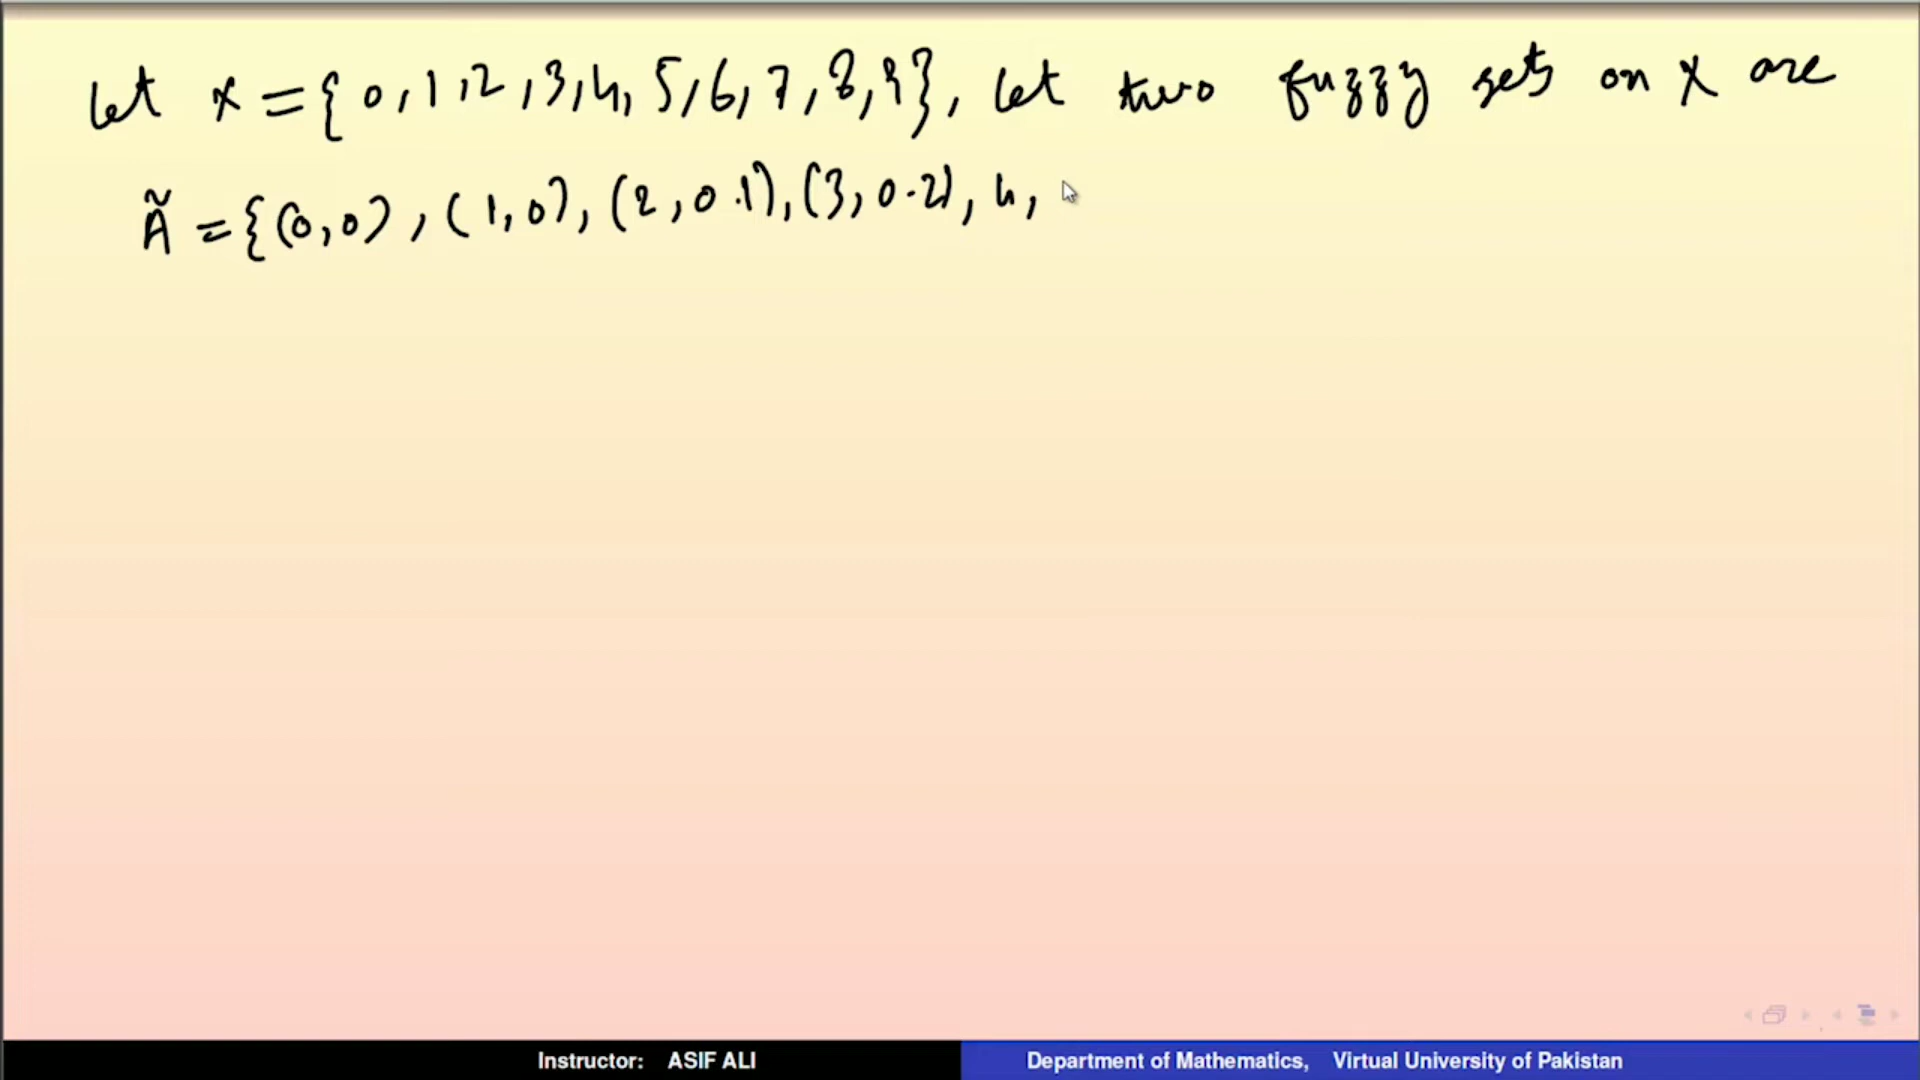 Let X = {0, 1, 2, 3, 4, 5, 6, 7, 8, 9}, Let two fuzzy sets on X are
Ã = {(0,0), (1,0), (2, 0.1), (3, 0.2), 4,
Instructor: ASIF ALI
Department of Mathematics, Virtual University of Pakistan